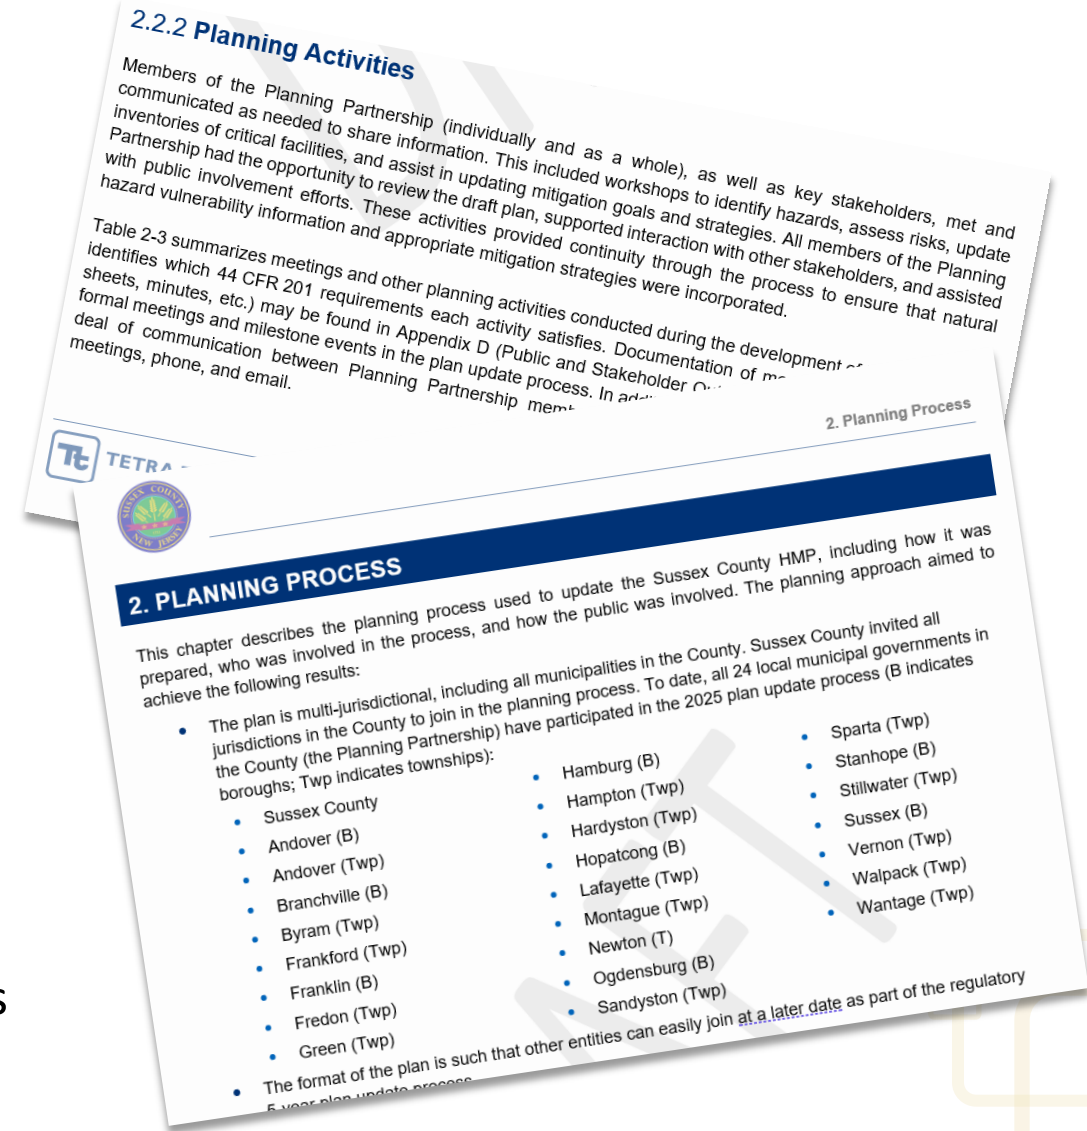 2.2.2 Planning Activities
Members of the Planning Partnership (individually and as a whole), as well as key stakeholders, met and
communicated as needed to share information. This included workshops to identify hazards, assess risks, update
inventories of critical facilities, and assist in updating mitigation goals and strategies. All members of the Planning
Partnership had the opportunity to review the draft plan, supported interaction with other stakeholders, and assisted
with public involvement efforts. These activities provided continuity through the process to ensure that natural
hazard vulnerability information and appropriate mitigation strategies were incorporated.
Table 2-3 summarizes meetings and other planning activities conducted during the development
identifies which 44 CFR 201 requirements each activity satisfies. Documentation of
sheets, minutes, etc.) may be found in Appendix D (Public and Stakeholder
formal meetings and milestone events in the plan update process. In
deal of communication between Planning Partnership
meetings, phone, and email.
Tt TETRA
2. Planning Process
SUSSEX COUNTY
NEW JERSEY
2. PLANNING PROCESS
This chapter describes the planning process used to update the Sussex County HMP, including how it was
prepared, who was involved in the process, and how the public was involved. The planning approach aimed to
achieve the following results:
• The plan is multi-jurisdictional, including all municipalities in the County. Sussex County invited all
jurisdictions in the County to join in the planning process. To date, all 24 local municipal governments in
the County (the Planning Partnership) have participated in the 2025 plan update process (B indicates
boroughs; Twp indicates townships):
• Sussex County
• Andover (B)
• Andover (Twp)
• Branchville (B)
• Byram (Twp)
• Frankford (Twp)
• Franklin (B)
• Fredon (Twp)
• Green (Twp)
• Hamburg (B)
• Hampton (Twp)
• Hardyston (Twp)
• Hopatcong (B)
• Lafayette (Twp)
• Montague (Twp)
• Newton (T)
• Ogdensburg (B)
• Sandyston (Twp)
• Sparta (Twp)
• Stanhope (B)
• Stillwater (Twp)
• Sussex (B)
• Vernon (Twp)
• Walpack (Twp)
• Wantage (Twp)
• The format of the plan is such that other entities can easily join at a later date as part of the regulatory
5-year plan update process
s